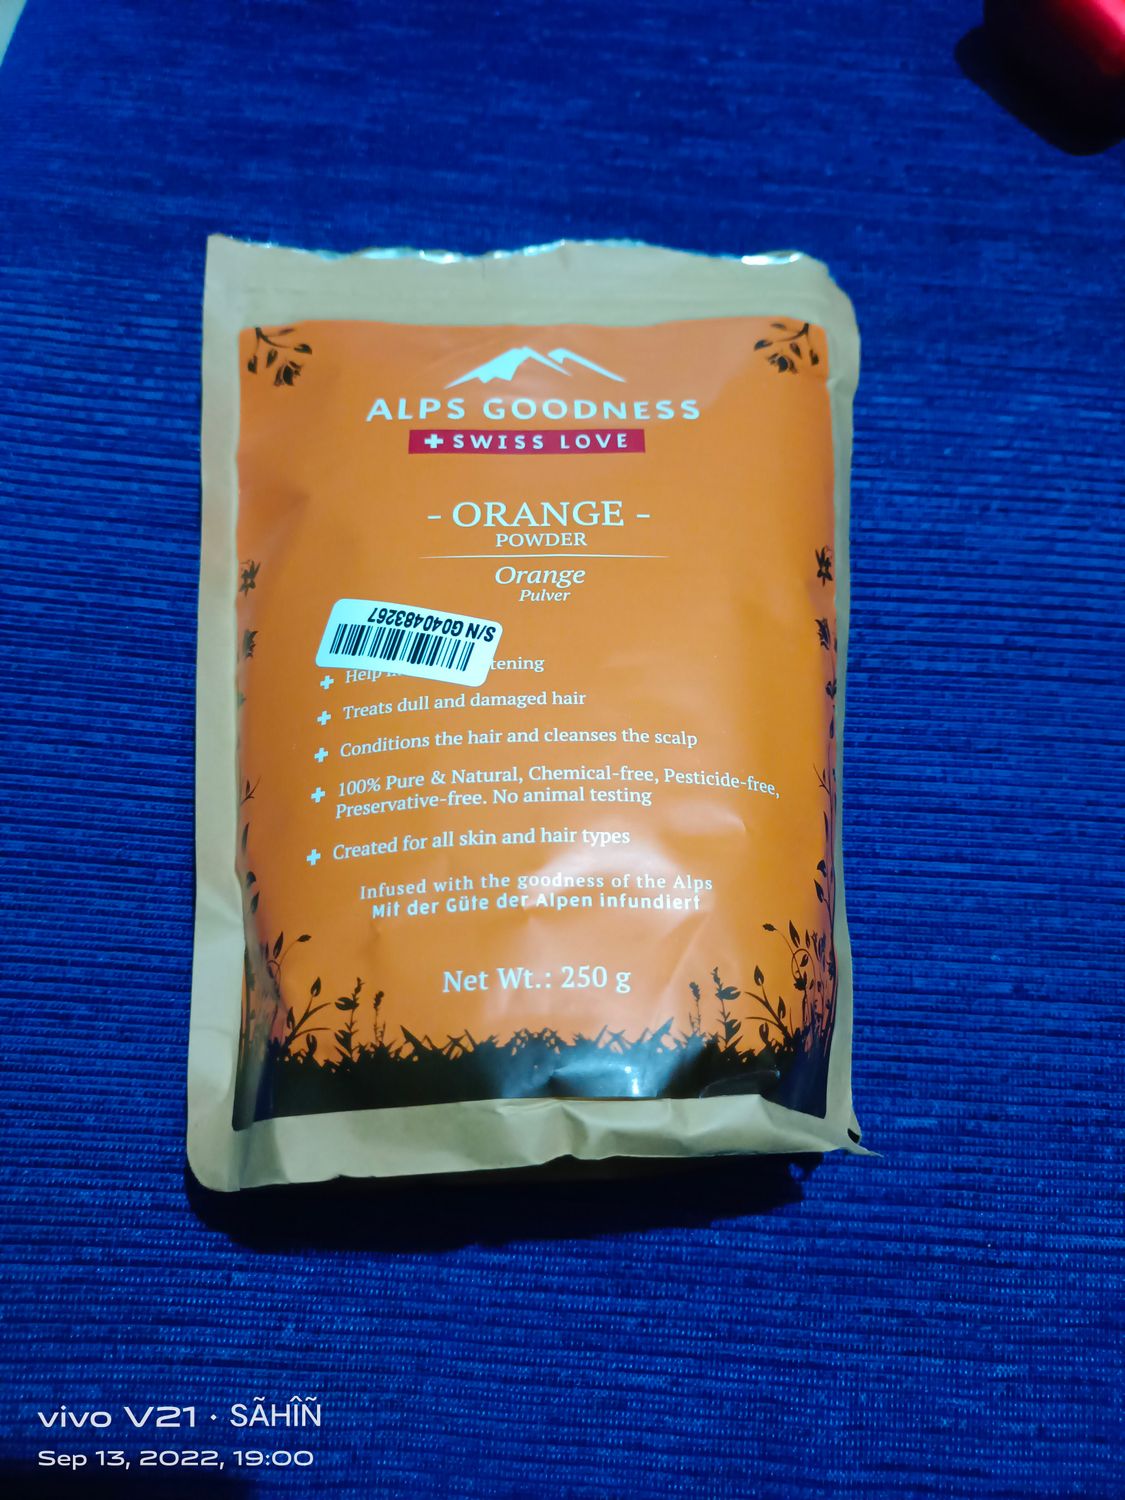 ALPS GOODNESS
SWISS LOVE
- ORANGE -
POWDER
Orange
Pulver
S/N G040483267
Help tening
Treats dull and damaged hair
Conditions the hair and cleanses the scalp
100% Pure & Natural, Chemical-free, Pesticide-free,
Preservative-free. No animal testing
Created for all skin and hair types
Infused with the goodness of the Alps
Mit der Güte der Alpen infundiert
Net Wt.: 250 g
vivo V21 · SÃHÎÑ
Sep 13, 2022, 19:00